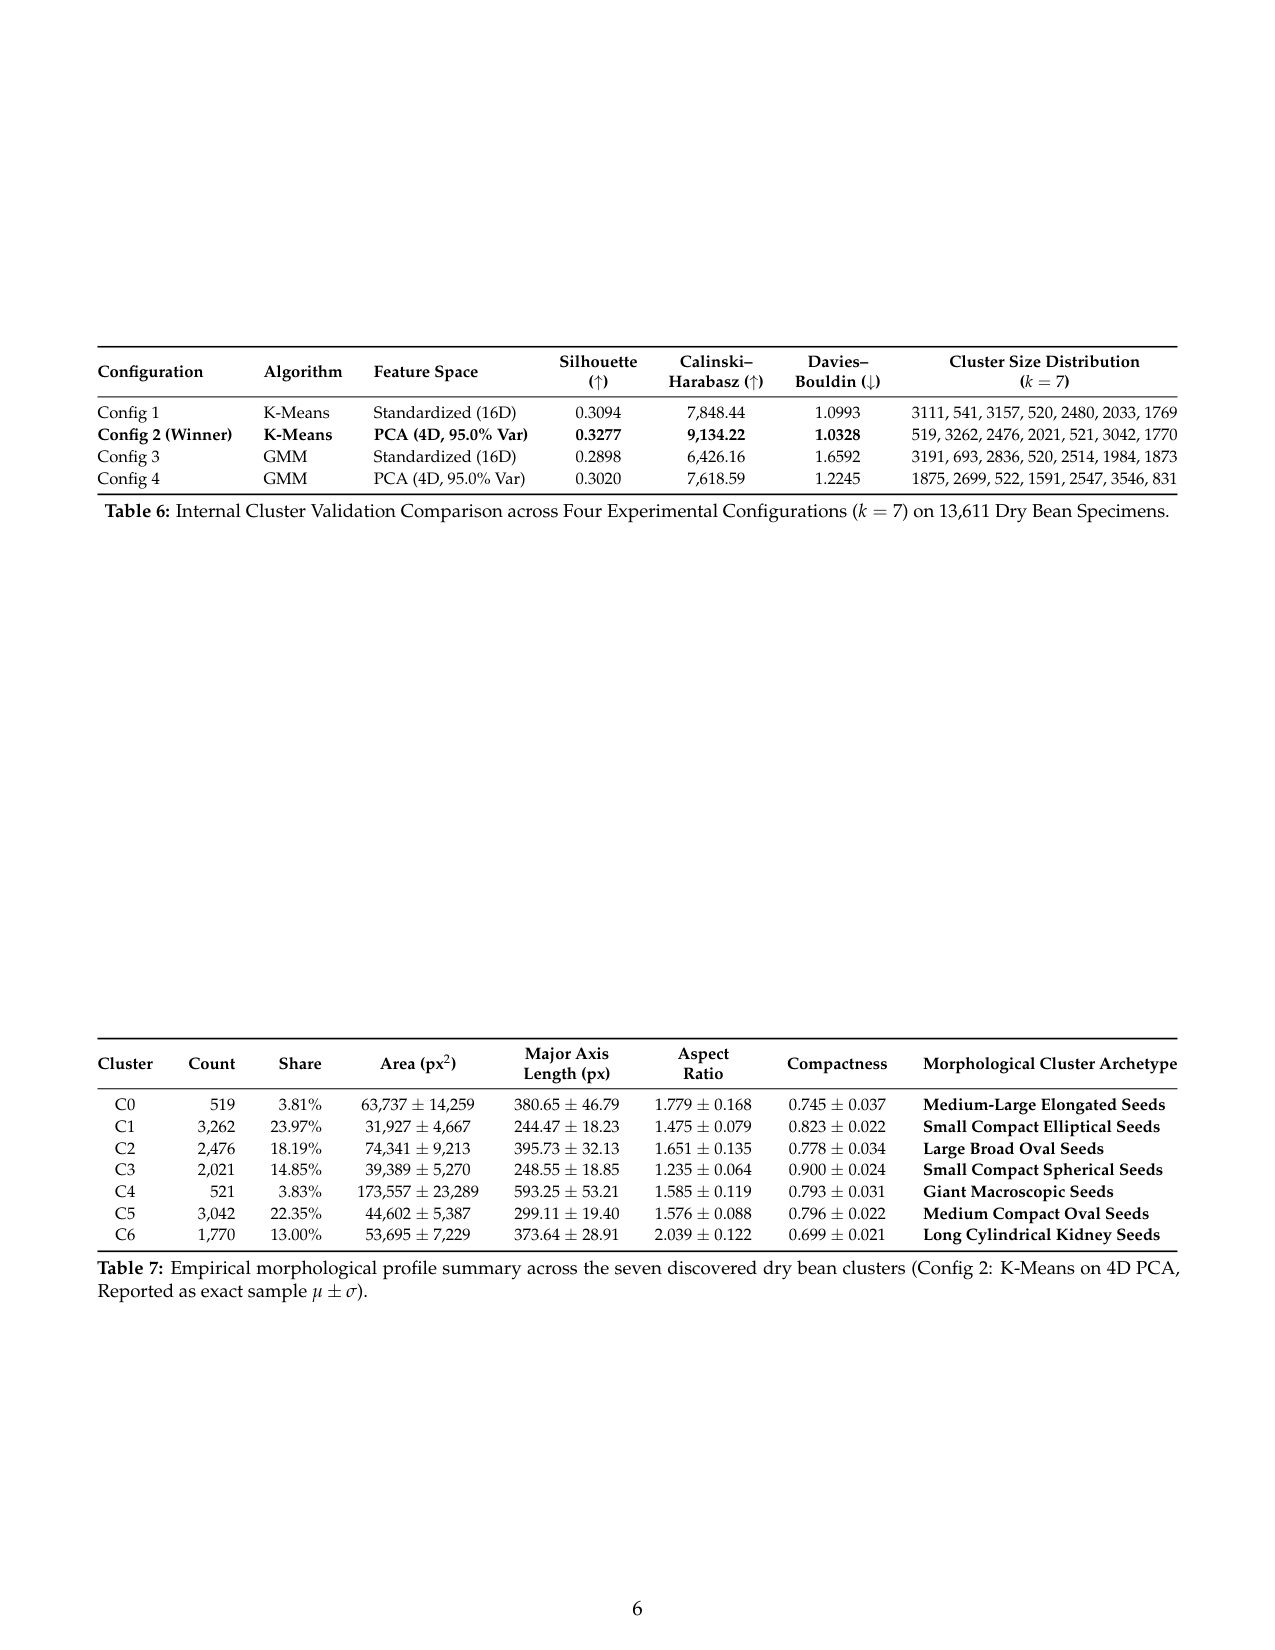 Configuration Algorithm Feature Space Silhouette (↑) Calinski–Harabasz (↑) Davies–Bouldin (↓) Cluster Size Distribution (k = 7)
Config 1 K-Means Standardized (16D) 0.3094 7,848.44 1.0993 3111, 541, 3157, 520, 2480, 2033, 1769
Config 2 (Winner) K-Means PCA (4D, 95.0% Var) 0.3277 9,134.22 1.0328 519, 3262, 2476, 2021, 521, 3042, 1770
Config 3 GMM Standardized (16D) 0.2898 6,426.16 1.6592 3191, 693, 2836, 520, 2514, 1984, 1873
Config 4 GMM PCA (4D, 95.0% Var) 0.3020 7,618.59 1.2245 1875, 2699, 522, 1591, 2547, 3546, 831
Table 6: Internal Cluster Validation Comparison across Four Experimental Configurations (k = 7) on 13,611 Dry Bean Specimens.
Cluster Count Share Area (px²) Major Axis Length (px) Aspect Ratio Compactness Morphological Cluster Archetype
C0 519 3.81% 63,737 ± 14,259 380.65 ± 46.79 1.779 ± 0.168 0.745 ± 0.037 Medium-Large Elongated Seeds
C1 3,262 23.97% 31,927 ± 4,667 244.47 ± 18.23 1.475 ± 0.079 0.823 ± 0.022 Small Compact Elliptical Seeds
C2 2,476 18.19% 74,341 ± 9,213 395.73 ± 32.13 1.651 ± 0.135 0.778 ± 0.034 Large Broad Oval Seeds
C3 2,021 14.85% 39,389 ± 5,270 248.55 ± 18.85 1.235 ± 0.064 0.900 ± 0.024 Small Compact Spherical Seeds
C4 521 3.83% 173,557 ± 23,289 593.25 ± 53.21 1.585 ± 0.119 0.793 ± 0.031 Giant Macroscopic Seeds
C5 3,042 22.35% 44,602 ± 5,387 299.11 ± 19.40 1.576 ± 0.088 0.796 ± 0.022 Medium Compact Oval Seeds
C6 1,770 13.00% 53,695 ± 7,229 373.64 ± 28.91 2.039 ± 0.122 0.699 ± 0.021 Long Cylindrical Kidney Seeds
Table 7: Empirical morphological profile summary across the seven discovered dry bean clusters (Config 2: K-Means on 4D PCA,
Reported as exact sample μ ± σ).
6